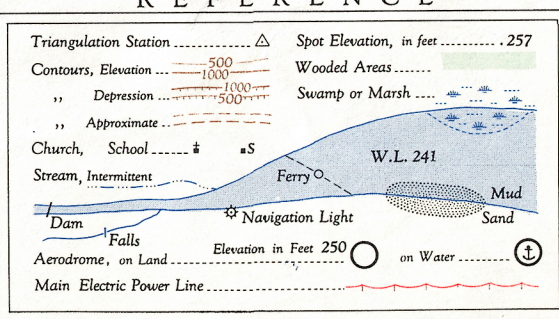 REFERENCE
Triangulation Station
Spot Elevation, in feet .257
Contours, Elevation 500
1000
Wooded Areas
,, Depression 1000
500
Swamp or Marsh
,, Approximate
Church, School S
W.L. 241
Stream, Intermittent
Ferry
Mud
Sand
Dam
Navigation Light
Falls
Elevation in Feet 250
Aerodrome, on Land
on Water
Main Electric Power Line